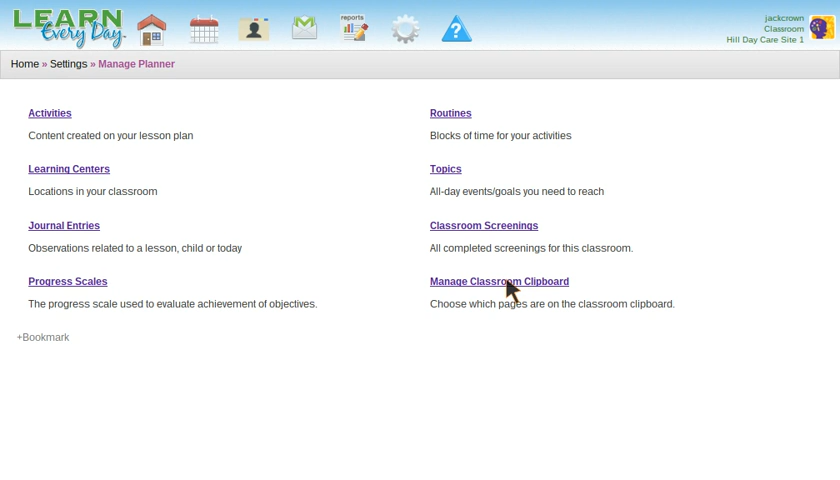 LEARN
Every Day
reports
?
jackcrown
Classroom
Hill Day Care Site 1
Home » Settings » Manage Planner
Activities
Content created on your lesson plan
Routines
Blocks of time for your activities
Learning Centers
Locations in your classroom
Topics
All-day events/goals you need to reach
Journal Entries
Observations related to a lesson, child or today
Classroom Screenings
All completed screenings for this classroom.
Progress Scales
The progress scale used to evaluate achievement of objectives.
Manage Classroom Clipboard
Choose which pages are on the classroom clipboard.
+Bookmark